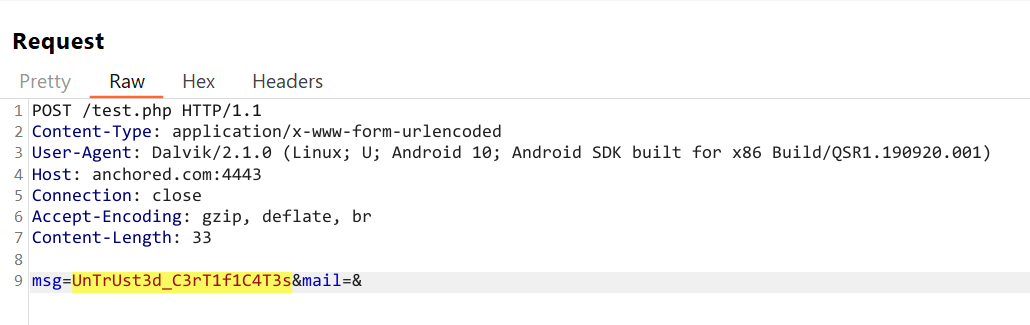 Request
Pretty Raw Hex Headers
1 POST /test.php HTTP/1.1
2 Content-Type: application/x-www-form-urlencoded
3 User-Agent: Dalvik/2.1.0 (Linux; U; Android 10; Android SDK built for x86 Build/QSR1.190920.001)
4 Host: anchored.com:4443
5 Connection: close
6 Accept-Encoding: gzip, deflate, br
7 Content-Length: 33
8
9 msg=UnTrUst3d_C3rT1f1C4T3s&mail=&